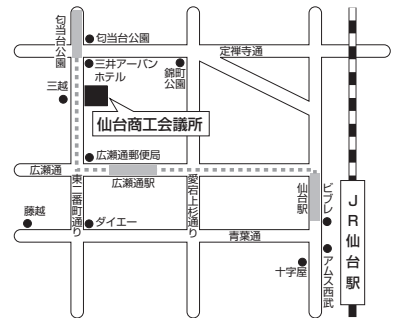 勾当台公園
勾当台公園
定禅寺通
三井アーバン
ホテル
錦町
公園
三越
仙台商工会議所
広瀬通郵便局
広瀬通
広瀬通駅
東二番町通り
愛宕上杉通り
仙台駅
ビブレ
JR仙台駅
藤越
ダイエー
青葉通
十字屋
アムス西武